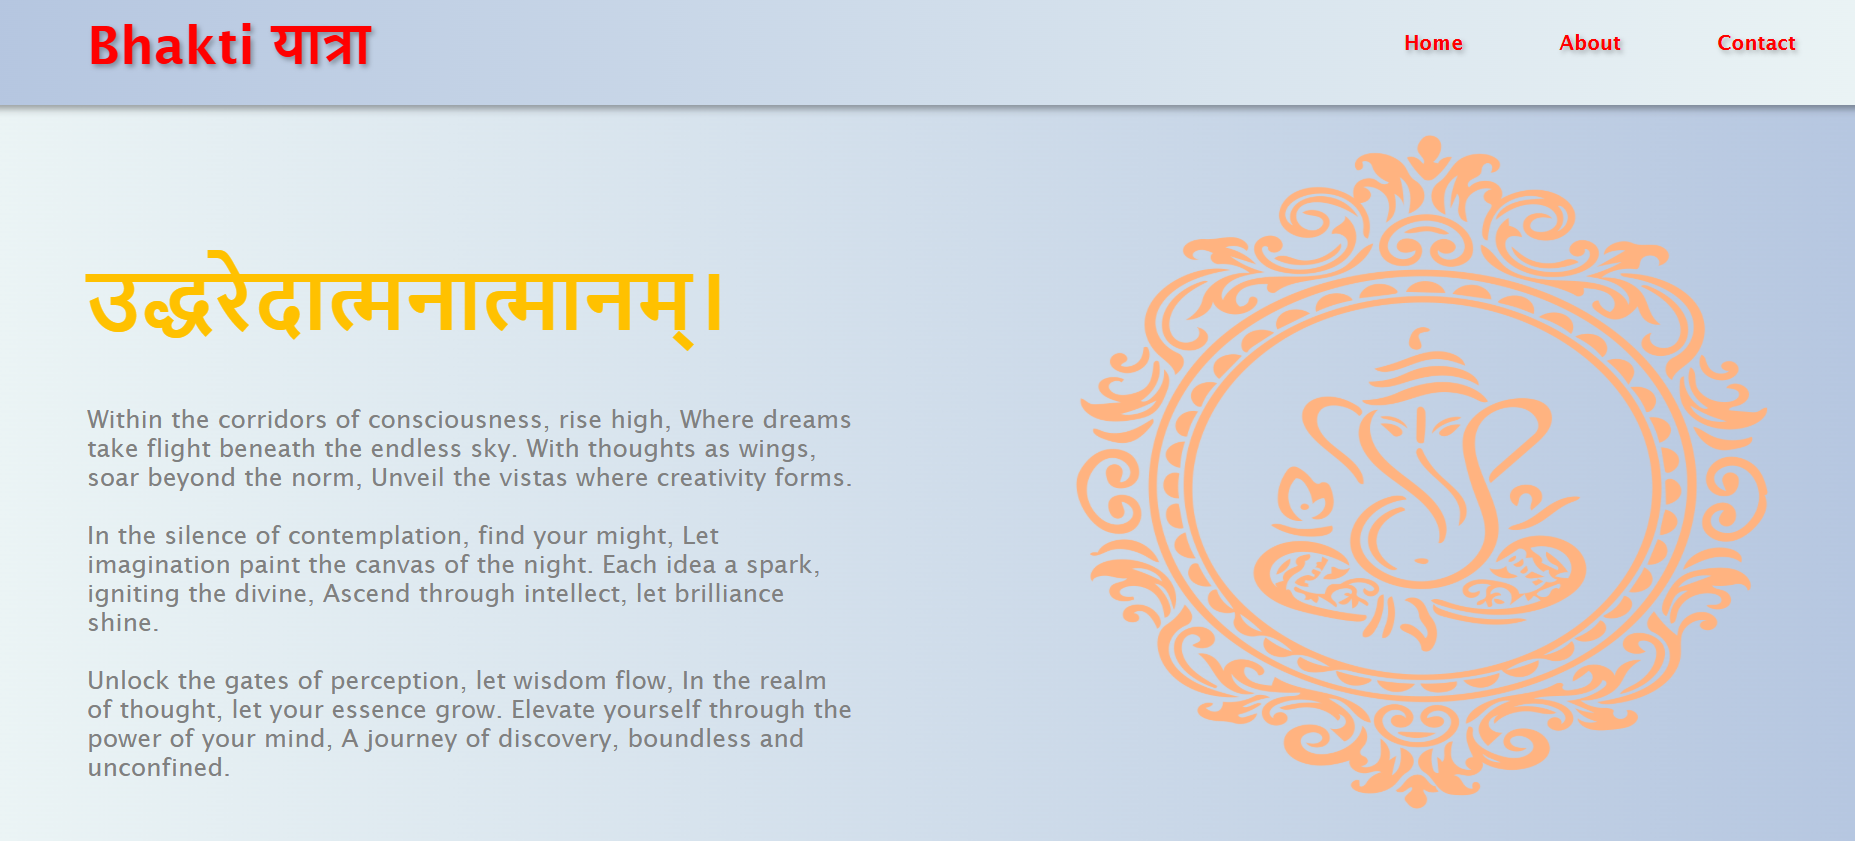 Bhakti यात्रा
Home About Contact
उद्धरेदात्मनात्मानम्।
Within the corridors of consciousness, rise high, Where dreams
take flight beneath the endless sky. With thoughts as wings,
soar beyond the norm, Unveil the vistas where creativity forms.
In the silence of contemplation, find your might, Let
imagination paint the canvas of the night. Each idea a spark,
igniting the divine, Ascend through intellect, let brilliance
shine.
Unlock the gates of perception, let wisdom flow, In the realm
of thought, let your essence grow. Elevate yourself through the
power of your mind, A journey of discovery, boundless and
unconfined.